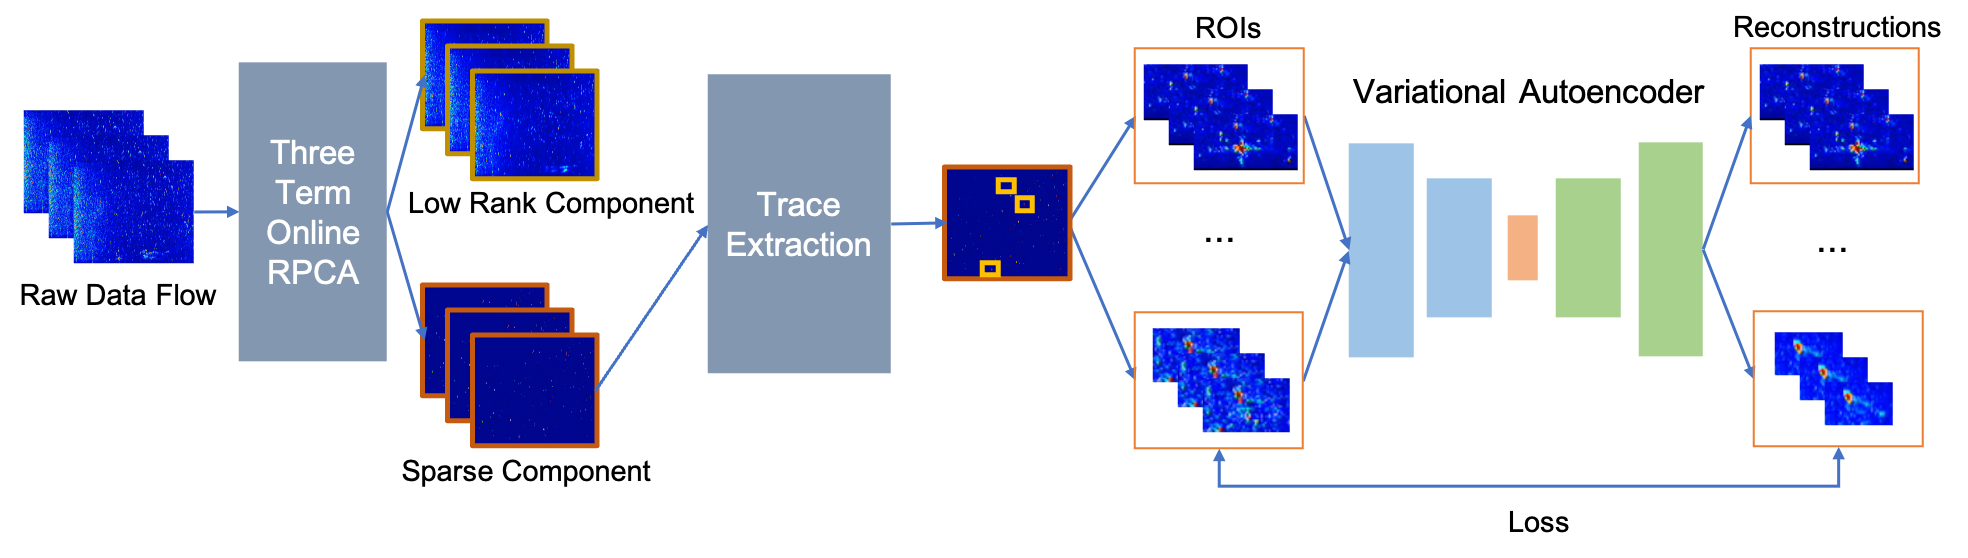 Raw Data Flow
Three
Term
Online
RPCA
Low Rank Component
Sparse Component
Trace
Extraction
ROIs
...
Variational Autoencoder
Reconstructions
...
Loss